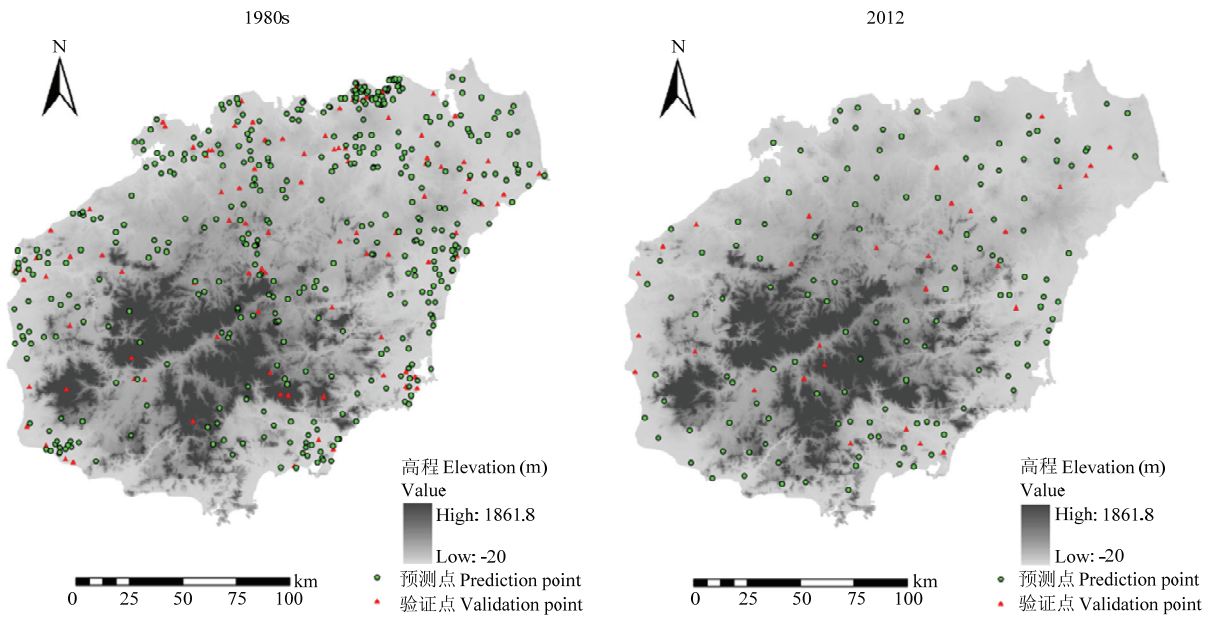 1980s
N
高程 Elevation (m)
Value
High: 1861.8
Low: -20
预测点 Prediction point
验证点 Validation point
km
0 25 50 75 100
2012
N
高程 Elevation (m)
Value
High: 1861.8
Low: -20
预测点 Prediction point
验证点 Validation point
km
0 25 50 75 100